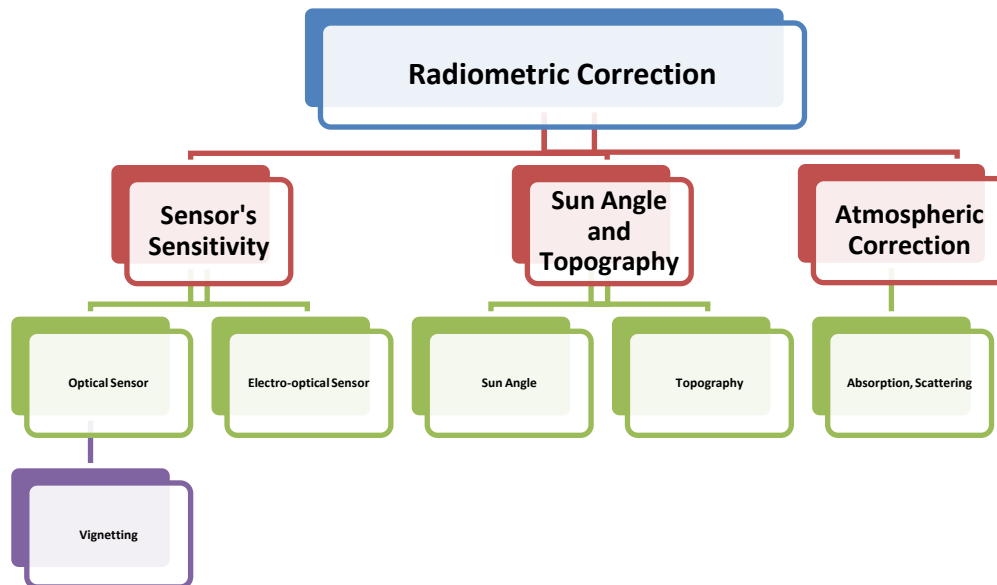 Radiometric Correction
Sensor's
Sensitivity
Sun Angle
and
Topography
Atmospheric
Correction
Optical Sensor
Electro-optical Sensor
Sun Angle
Topography
Absorption, Scattering
Vignetting